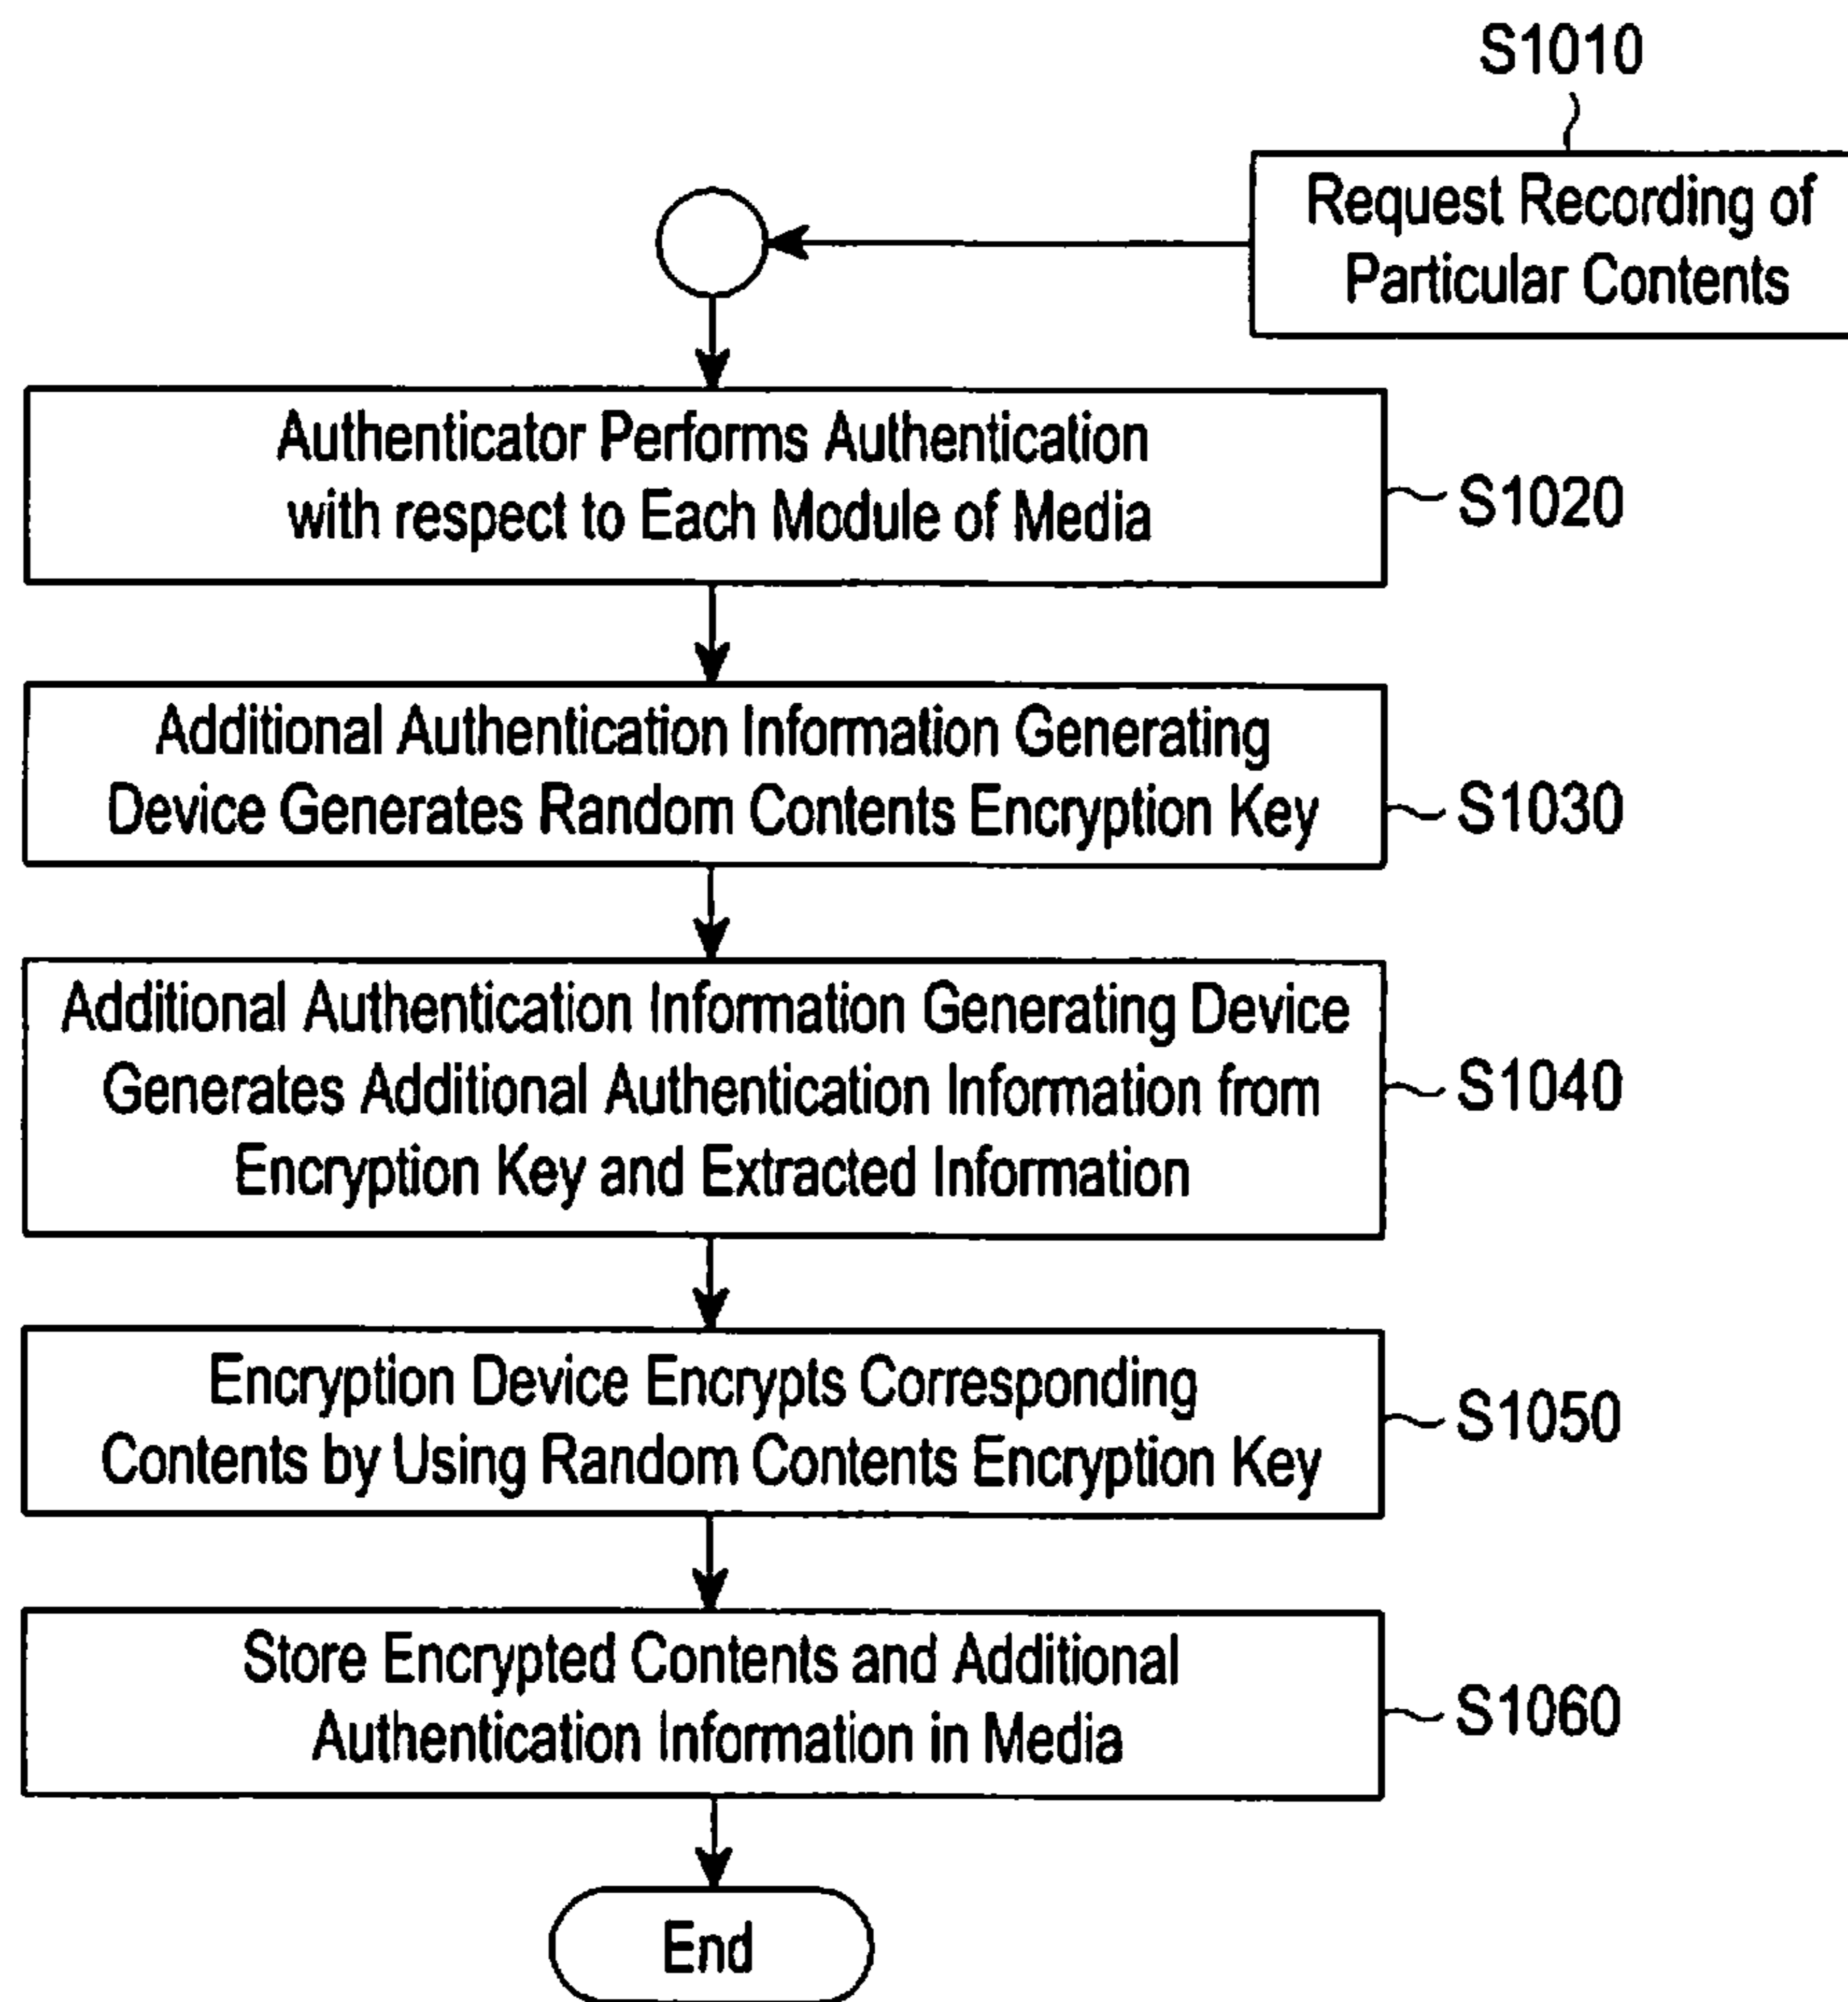 S1010
Request Recording of
Particular Contents
Authenticator Performs Authentication
with respect to Each Module of Media
S1020
Additional Authentication Information Generating
Device Generates Random Contents Encryption Key
S1030
Additional Authentication Information Generating Device
Generates Additional Authentication Information from
Encryption Key and Extracted Information
S1040
Encryption Device Encrypts Corresponding
Contents by Using Random Contents Encryption Key
S1050
Store Encrypted Contents and Additional
Authentication Information in Media
S1060
End